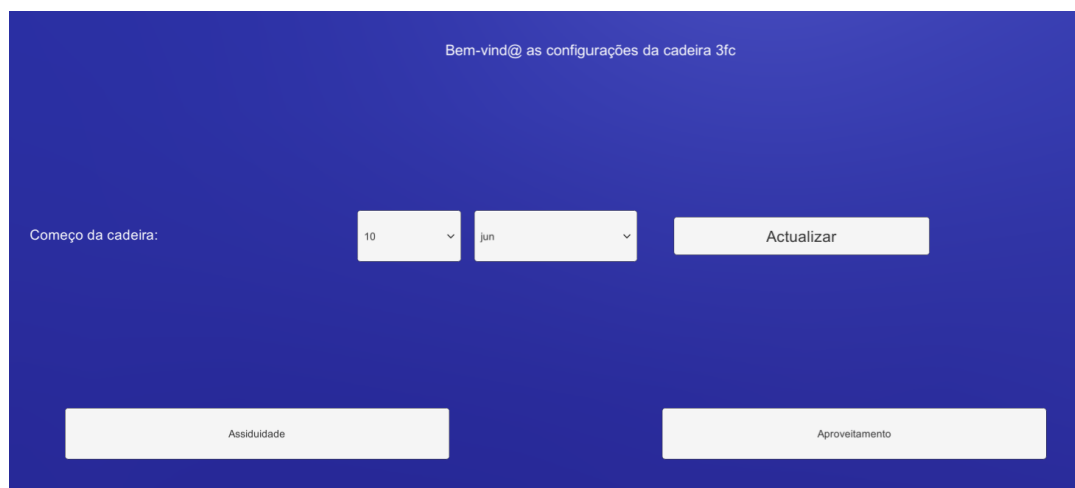 Bem-vind@ as configurações da cadeira 3fc
Começo da cadeira: 10 jun Actualizar
Assiduidade Aproveitamento